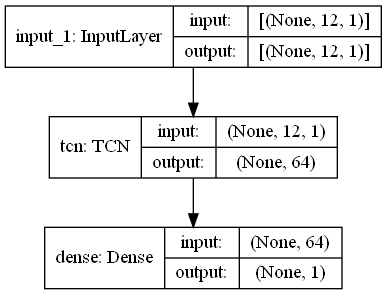 input_1: InputLayer
input:
[(None, 12, 1)]
output:
[(None, 12, 1)]
tcn: TCN
input:
(None, 12, 1)
output:
(None, 64)
dense: Dense
input:
(None, 64)
output:
(None, 1)